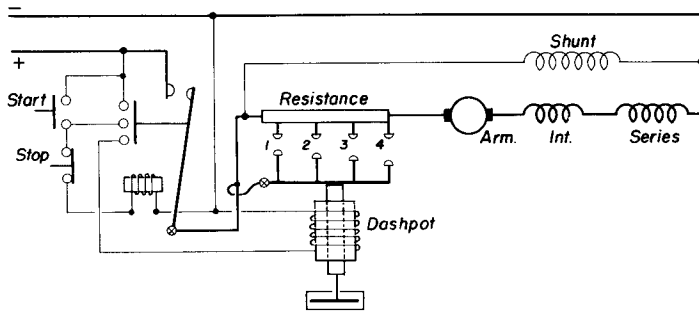 −
+
Shunt
Start
Resistance
1 2 3 4
Arm. Int. Series
Stop
Dashpot